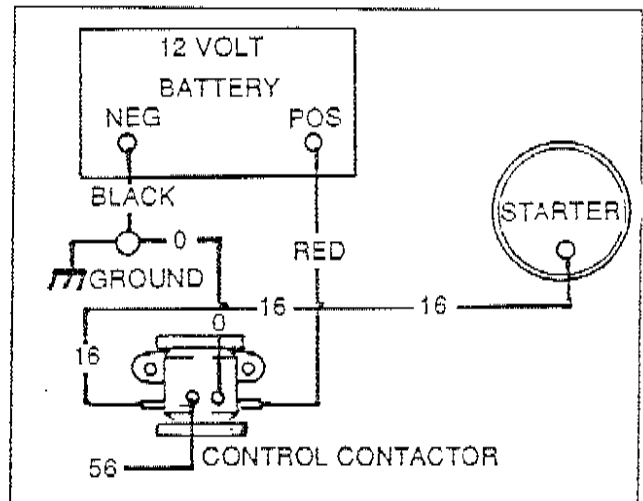 12 VOLT
BATTERY
NEG POS
BLACK
STARTER
0
RED
GROUND
16 16
0
16
56
CONTROL CONTACTOR